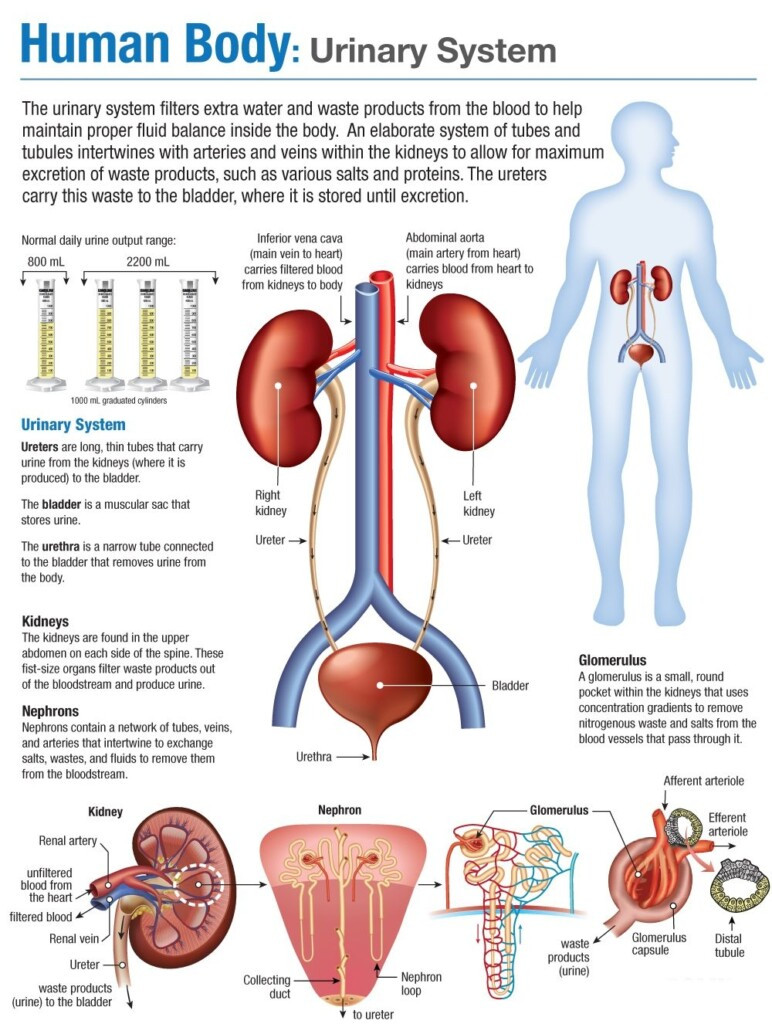 Human Body: Urinary System
The urinary system filters extra water and waste products from the blood to help
maintain proper fluid balance inside the body. An elaborate system of tubes and
tubules intertwines with arteries and veins within the kidneys to allow for maximum
excretion of waste products, such as various salts and proteins. The ureters
carry this waste to the bladder, where it is stored until excretion.
Normal daily urine output range:
800 mL
2200 mL
1000 mL graduated cylinders
Inferior vena cava
(main vein to heart)
carries filtered blood
from kidneys to body
Abdominal aorta
(main artery from heart)
carries blood from heart to
kidneys
Right
kidney
Left
kidney
Ureter
Ureter
Bladder
Urethra
Urinary System
Ureters are long, thin tubes that carry
urine from the kidneys (where it is
produced) to the bladder.
The bladder is a muscular sac that
stores urine.
The urethra is a narrow tube connected
to the bladder that removes urine from
the body.
Kidneys
The kidneys are found in the upper
abdomen on each side of the spine. These
fist-size organs filter waste products out
of the bloodstream and produce urine.
Nephrons
Nephrons contain a network of tubes, veins,
and arteries that intertwine to exchange
salts, wastes, and fluids to remove them
from the bloodstream.
Glomerulus
A glomerulus is a small, round
pocket within the kidneys that uses
concentration gradients to remove
nitrogenous waste and salts from the
blood vessels that pass through it.
Kidney
Renal artery
unfiltered
blood from
the heart
filtered blood
Renal vein
Ureter
waste products
(urine) to the bladder
Nephron
Collecting
duct
Nephron
loop
to ureter
Glomerulus
Afferent arteriole
Efferent
arteriole
waste
products
(urine)
Glomerulus
capsule
Distal
tubule